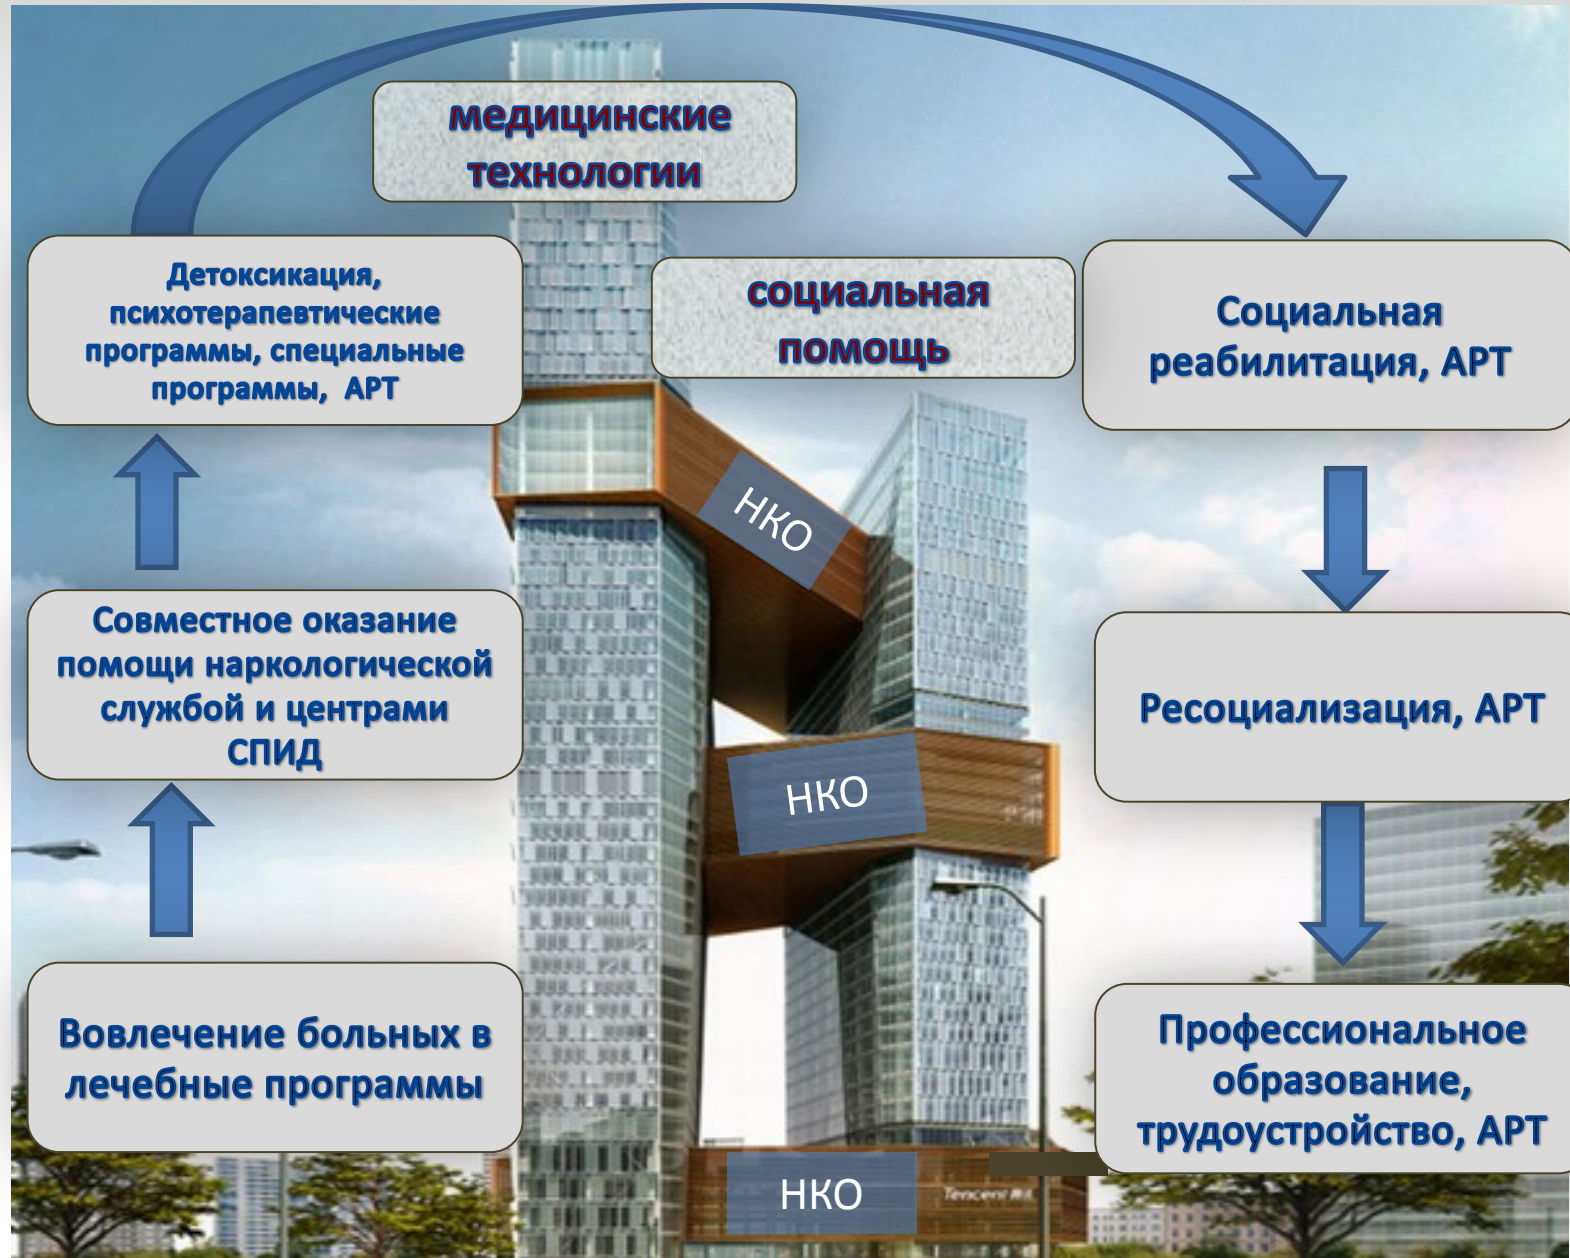 медицинские
технологии
Детоксикация,
психотерапевтические
программы, специальные
программы, АРТ
социальная
помощь
Социальная
реабилитация, АРТ
НКО
Совместное оказание
помощи наркологической
службой и центрами
СПИД
Ресоциализация, АРТ
НКО
Вовлечение больных в
лечебные программы
Профессиональное
образование,
трудоустройство, АРТ
НКО
Tencent